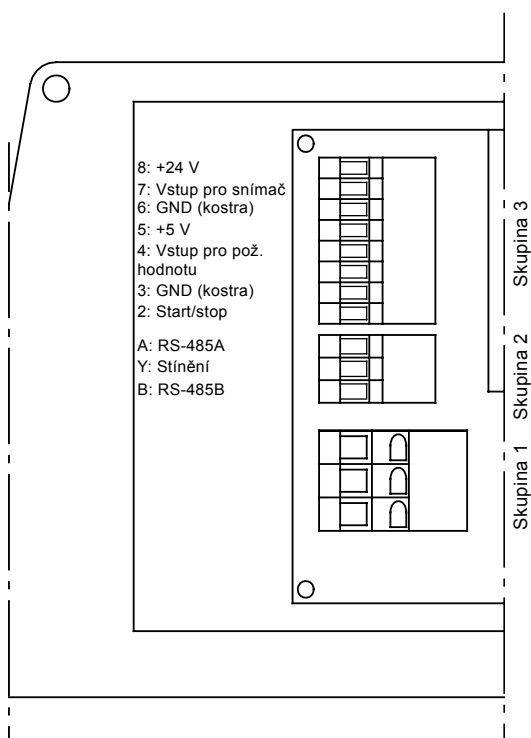 8: +24 V
7: Vstup pro snímač
6: GND (kostra)
5: +5 V
4: Vstup pro pož.
hodnotu
3: GND (kostra)
2: Start/stop
A: RS-485A
Y: Stínění
B: RS-485B
Skupina 3
Skupina 2
Skupina 1